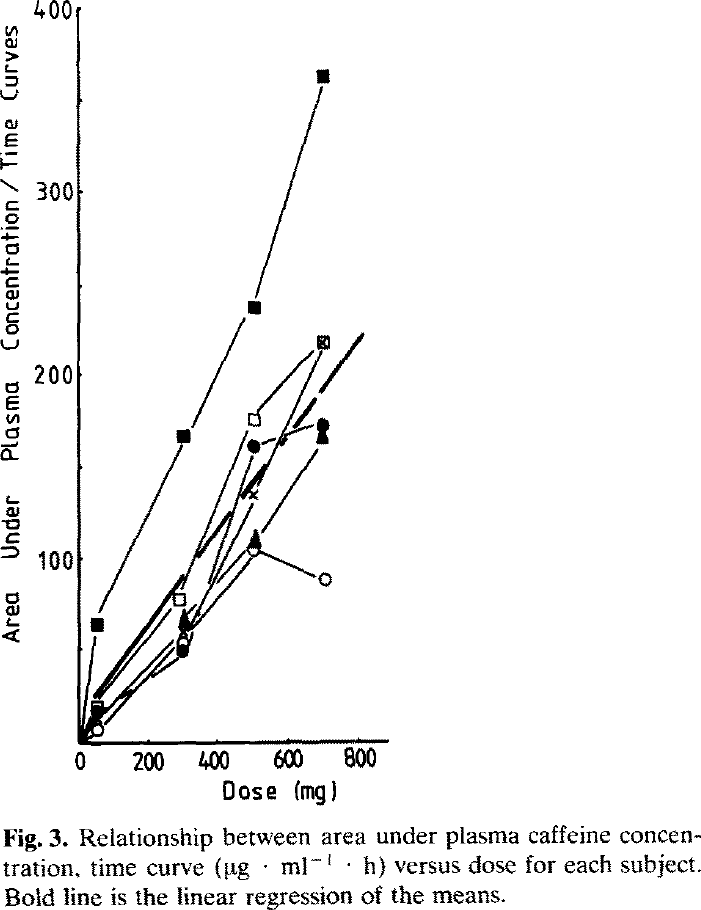 400
300
200
100
Area Under Plasma Concentration / Time Curves
0 200 400 600 800
Dose (mg)
Fig. 3. Relationship between area under plasma caffeine concen-
tration, time curve (μg · ml⁻¹ · h) versus dose for each subject.
Bold line is the linear regression of the means.